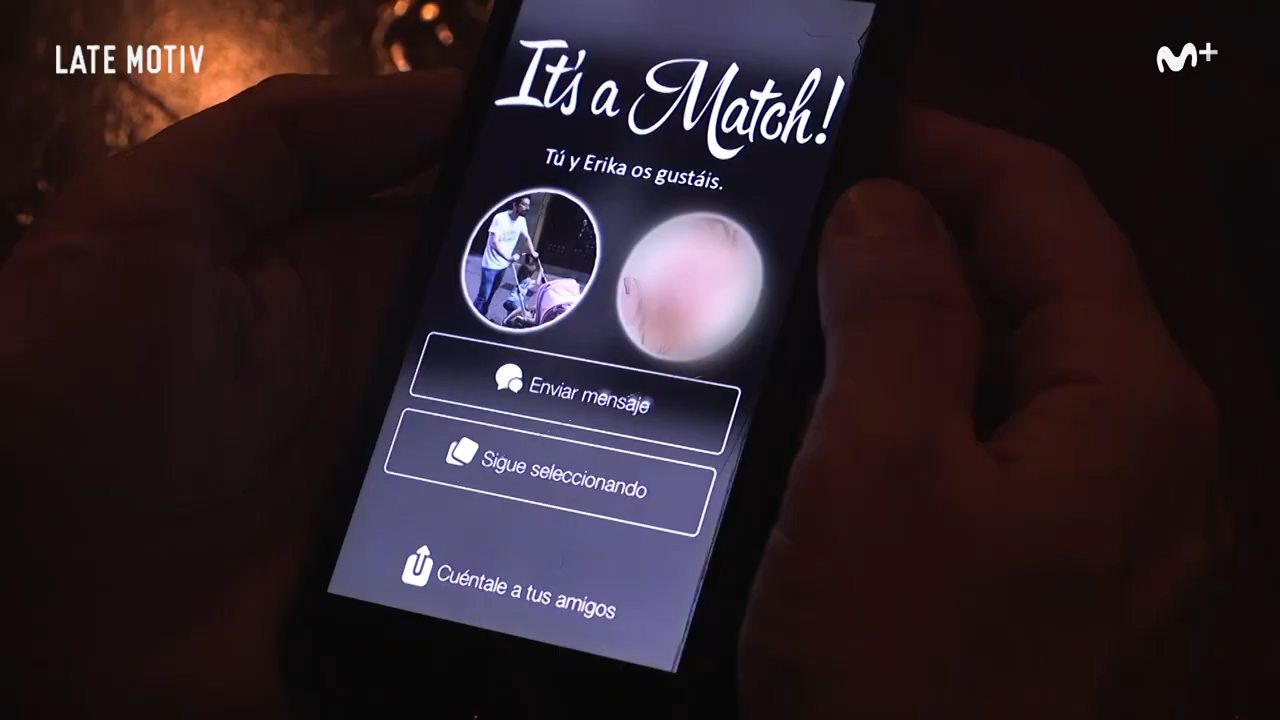 LATE MOTIV
M+
It's a Match!
Tú y Erika os gustáis.
Enviar mensaje
Sigue seleccionando
Cuéntale a tus amigos